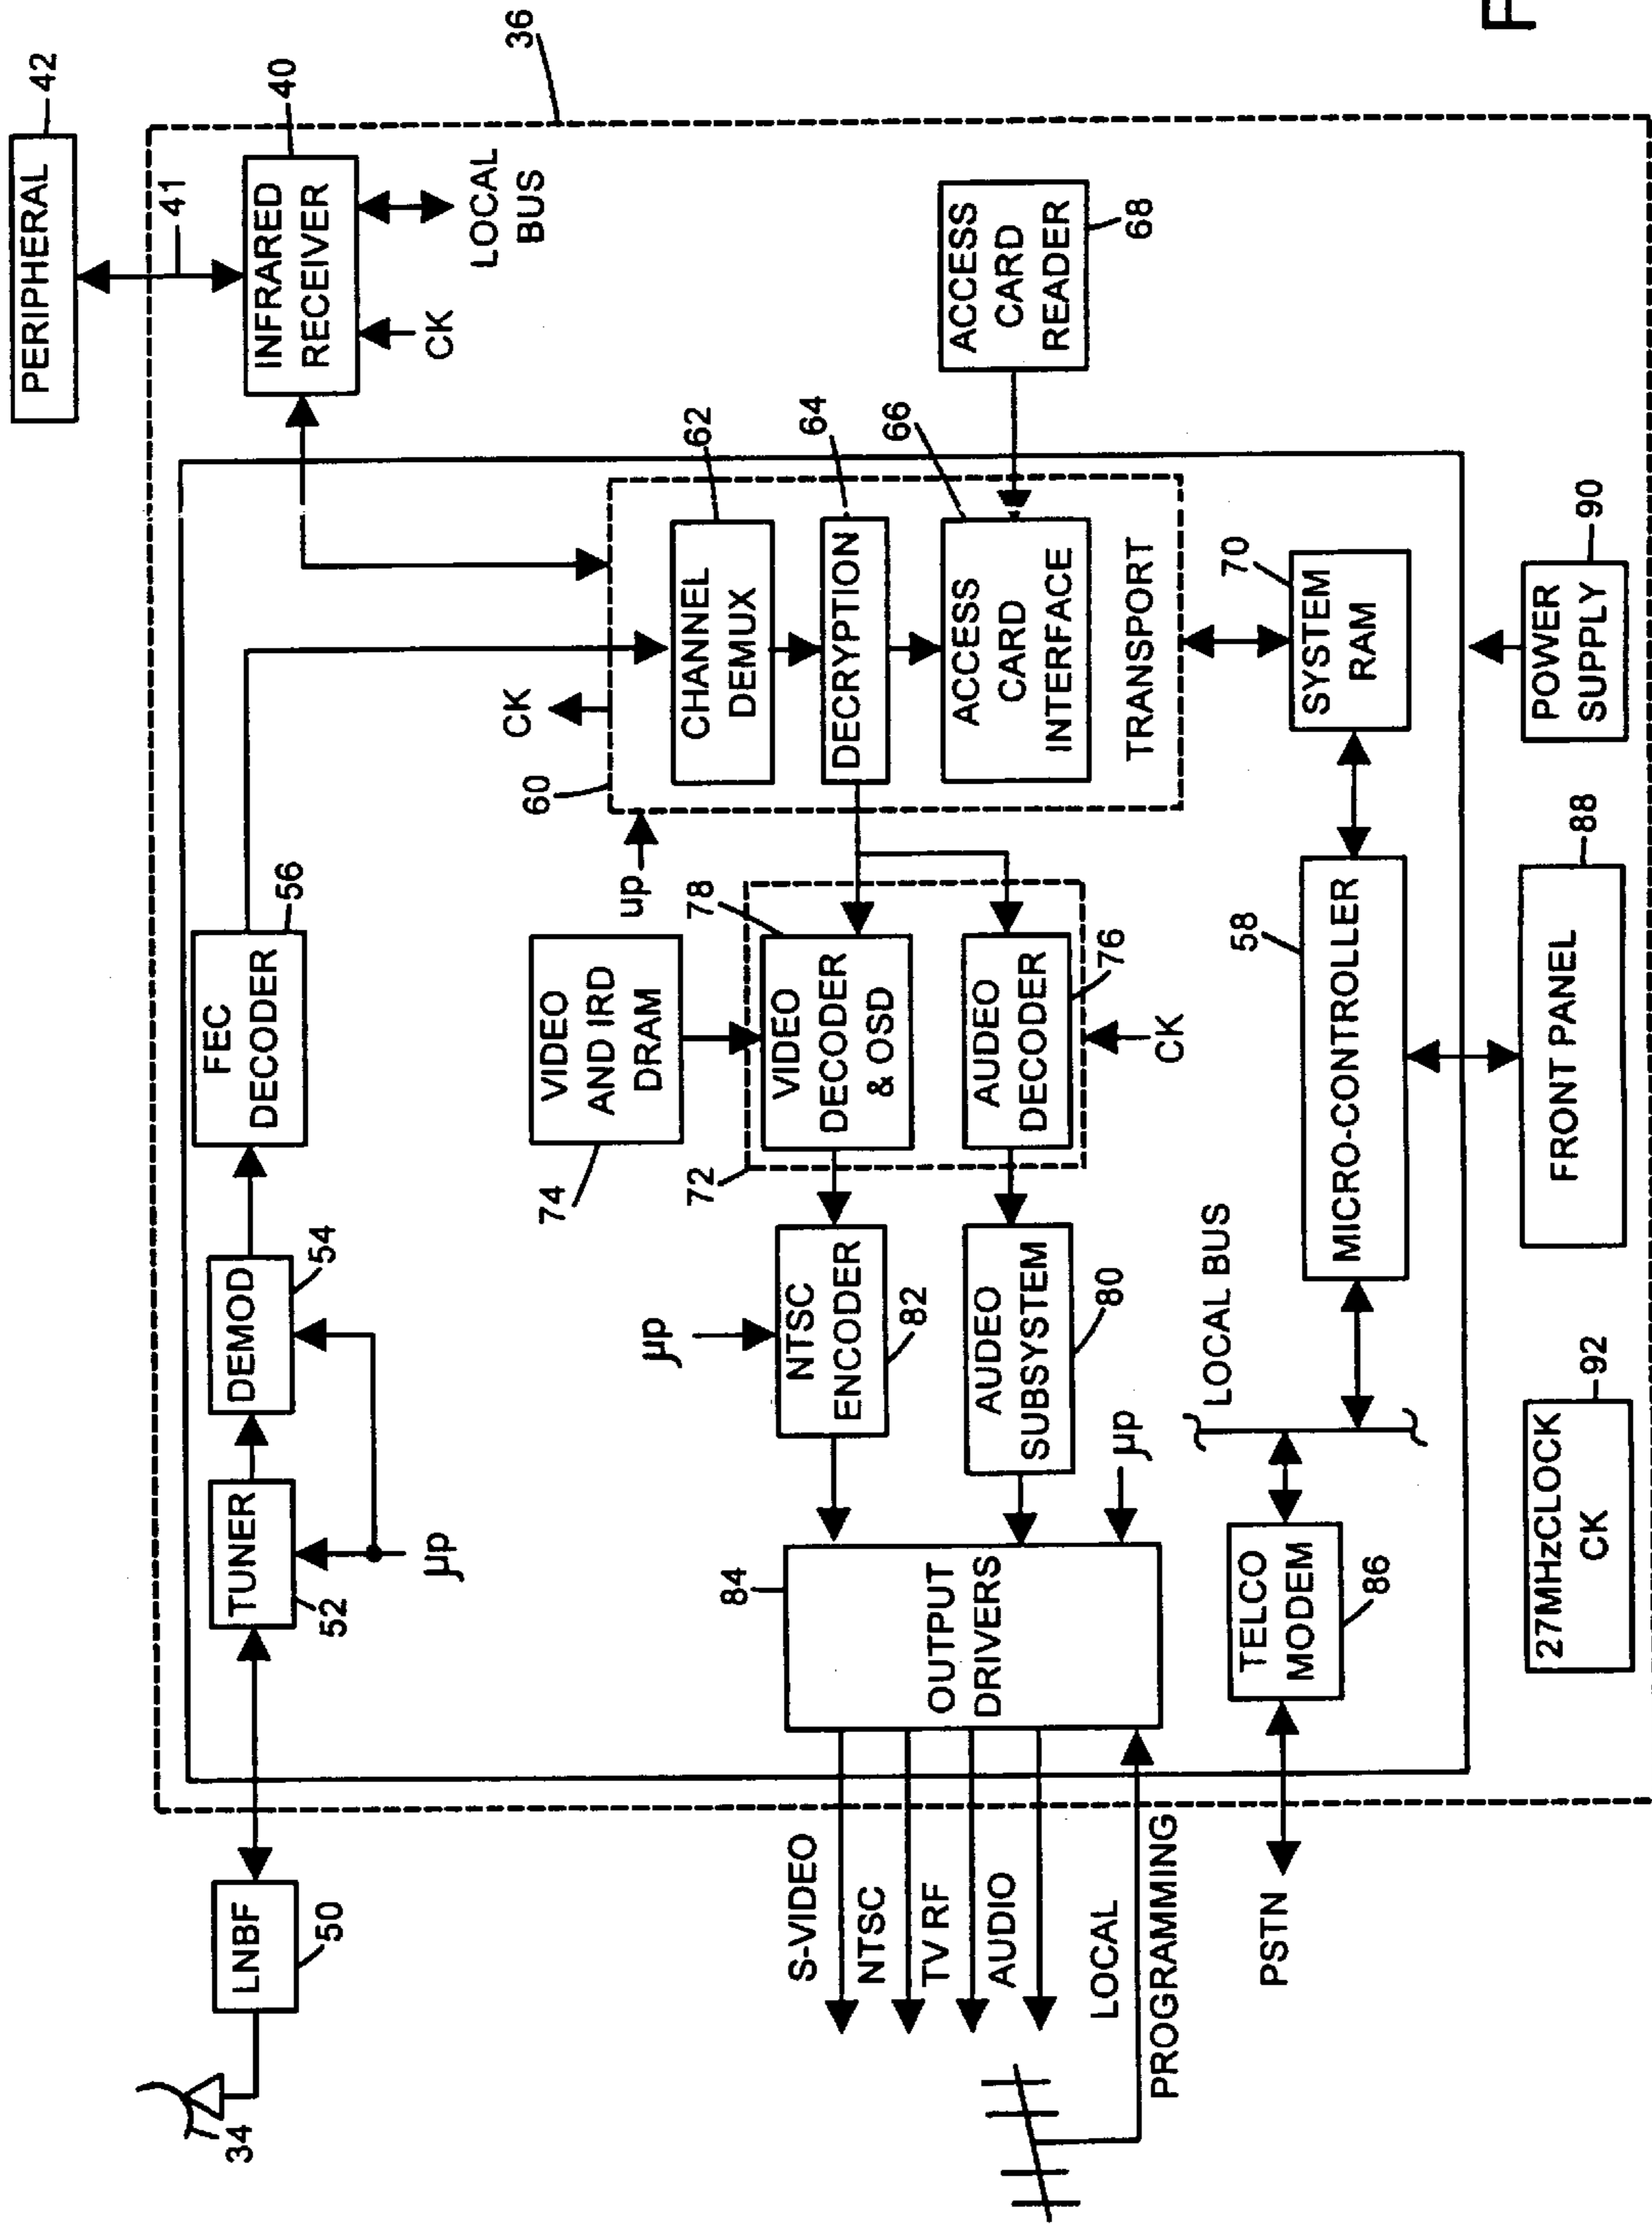 PERIPHERAL
42
41
36
INFRARED
RECEIVER
40
CK
LOCAL
BUS
34
LNBF
50
TUNER
52
DEMOD
54
µp
FEC
DECODER
56
CK
60
up
CHANNEL
DEMUX
62
DECRYPTION
64
ACCESS
CARD
INTERFACE
66
TRANSPORT
ACCESS
CARD
READER
68
VIDEO
AND IRD
DRAM
74
72
VIDEO
DECODER
& OSD
78
AUDEO
DECODER
76
CK
µp
NTSC
ENCODER
82
AUDEO
SUBSYSTEM
80
µp
84
OUTPUT
DRIVERS
S-VIDEO
NTSC
TV RF
AUDIO
LOCAL
PROGRAMMING
PSTN
TELCO
MODEM
86
LOCAL BUS
MICRO-CONTROLLER
58
SYSTEM
RAM
70
27MHzCLOCK
CK
92
FRONT PANEL
88
POWER
SUPPLY
90
F